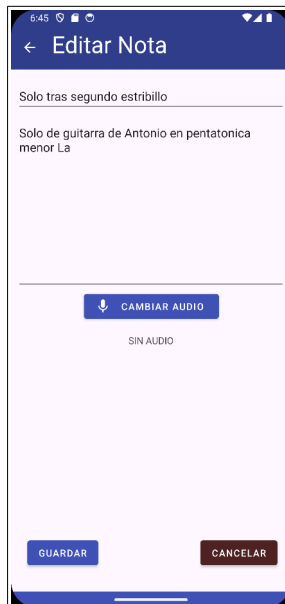 6:45
Editar Nota
Solo tras segundo estribillo
Solo de guitarra de Antonio en pentatonica
menor La
CAMBIAR AUDIO
SIN AUDIO
GUARDAR
CANCELAR